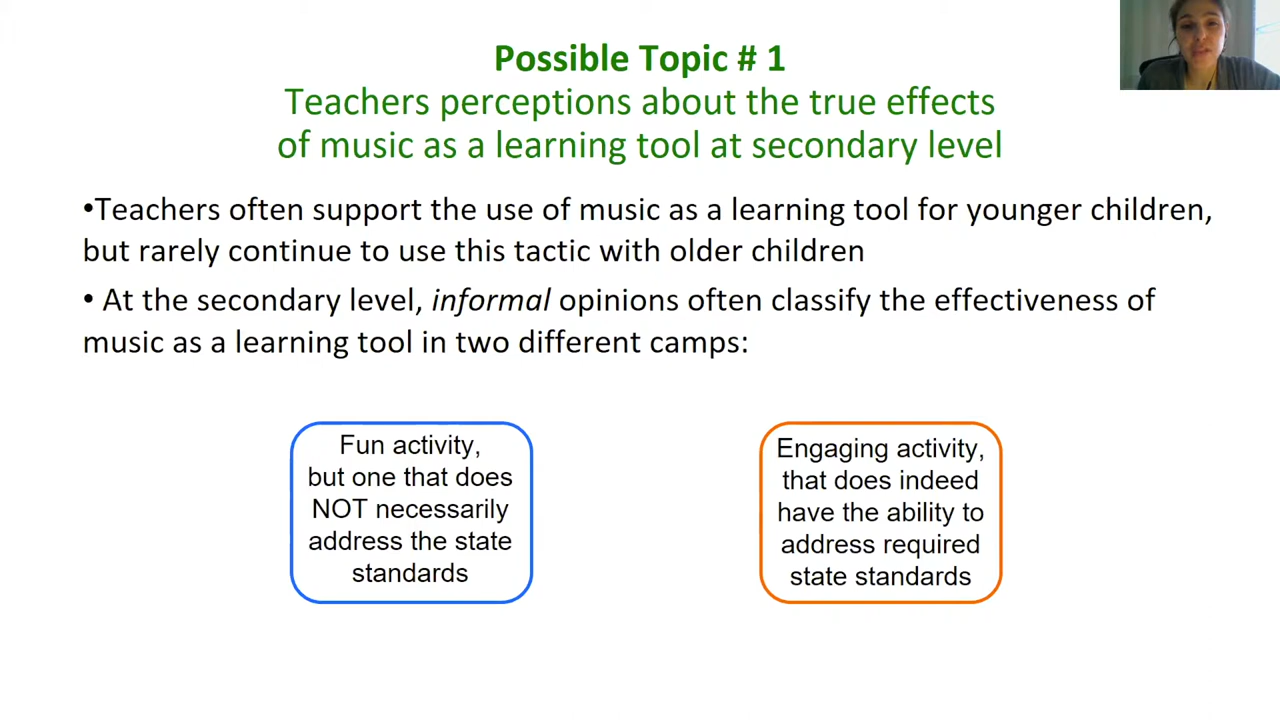 Possible Topic # 1
Teachers perceptions about the true effects
of music as a learning tool at secondary level
•Teachers often support the use of music as a learning tool for younger children,
but rarely continue to use this tactic with older children
• At the secondary level, informal opinions often classify the effectiveness of
music as a learning tool in two different camps:
Fun activity,
but one that does
NOT necessarily
address the state
standards
Engaging activity,
that does indeed
have the ability to
address required
state standards